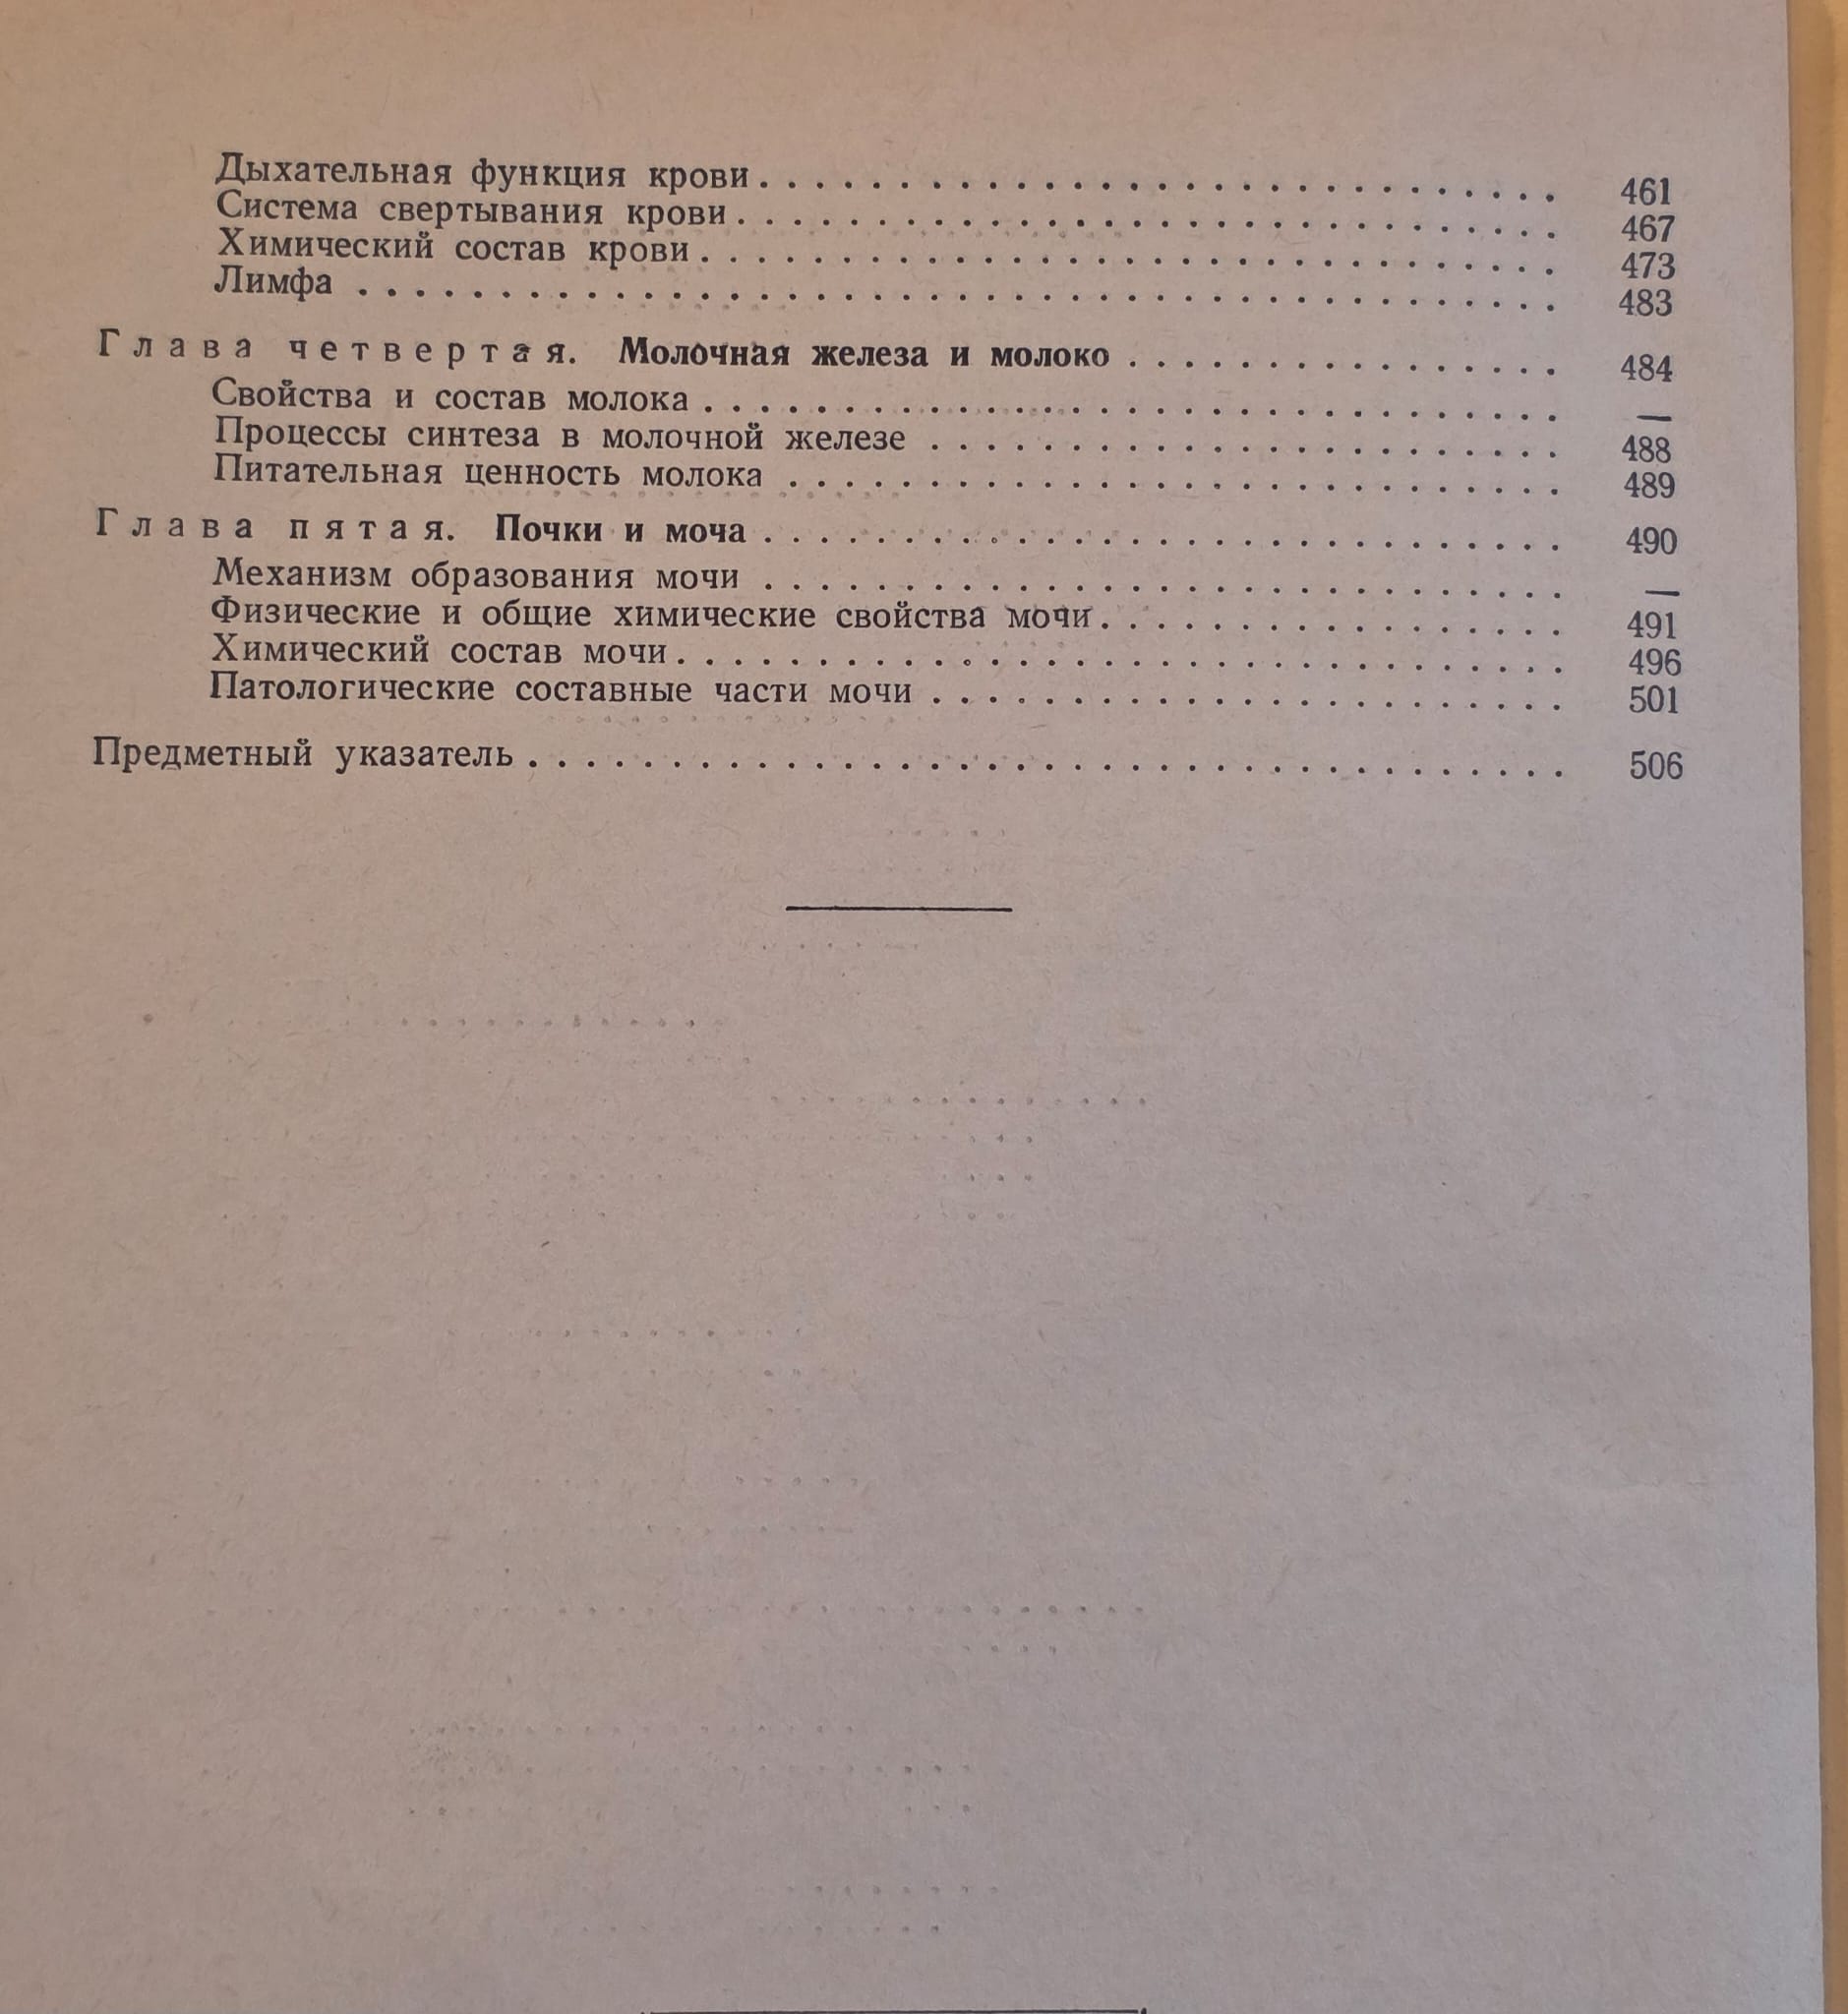 Дыхательная функция крови. . . . . . . . . . . . . . . . . . . . . . . . . . . . 461
Система свертывания крови. . . . . . . . . . . . . . . . . . . . . . . . . . . . . 467
Химический состав крови. . . . . . . . . . . . . . . . . . . . . . . . . . . . . . 473
Лимфа . . . . . . . . . . . . . . . . . . . . . . . . . . . . . . . . . . . . . . . . . . 483
Глава четвертая. Молочная железа и молоко . . . . . . . . . . . . . . . . 484
Свойства и состав молока. . . . . . . . . . . . . . . . . . . . . . . . . . . . . . —
Процессы синтеза в молочной железе . . . . . . . . . . . . . . . . . . . . . . 488
Питательная ценность молока . . . . . . . . . . . . . . . . . . . . . . . . . . . 489
Глава пятая. Почки и моча . . . . . . . . . . . . . . . . . . . . . . . . . . . . 490
Механизм образования мочи . . . . . . . . . . . . . . . . . . . . . . . . . . . . —
Физические и общие химические свойства мочи. . . . . . . . . . . . . . . . . 491
Химический состав мочи. . . . . . . . . . . . . . . . . . . . . . . . . . . . . . . 496
Патологические составные части мочи . . . . . . . . . . . . . . . . . . . . . . 501
Предметный указатель . . . . . . . . . . . . . . . . . . . . . . . . . . . . . . . . . . . . 506